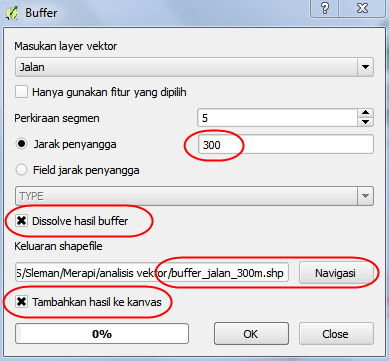 Buffer
Masukan layer vektor
Jalan
Hanya gunakan fitur yang dipilih
Perkiraan segmen
5
Jarak penyangga
300
Field jarak penyangga
TYPE
Dissolve hasil buffer
Keluaran shapefile
S/Sleman/Merapi/analisis vektor/buffer_jalan_300m.shp
Navigasi
Tambahkan hasil ke kanvas
0%
OK
Close